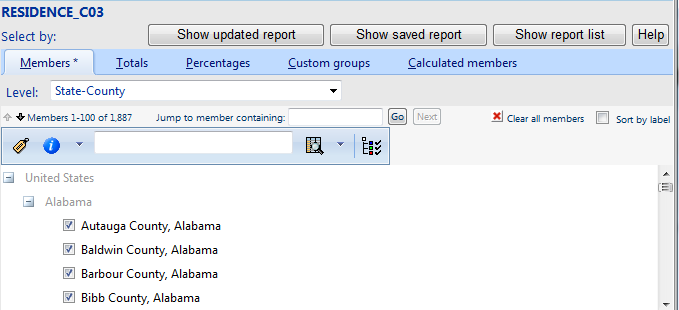 RESIDENCE_C03
Select by: Show updated report Show saved report Show report list Help
Members * Totals Percentages Custom groups Calculated members
Level: State-County
Members 1-100 of 1,887 Jump to member containing: Go Next Clear all members Sort by label
United States
Alabama
Autauga County, Alabama
Baldwin County, Alabama
Barbour County, Alabama
Bibb County, Alabama